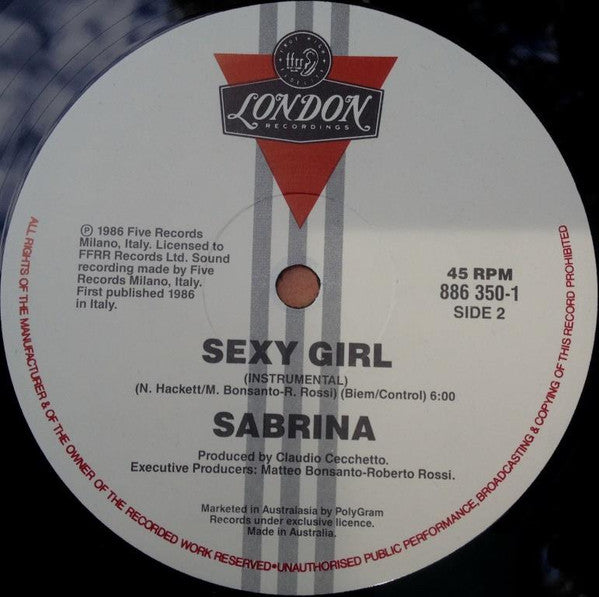 FULL FREQUENCY
ffrr
LONDON
RECORDINGS
℗ 1986 Five Records
Milano, Italy. Licensed to
FFRR Records Ltd. Sound
recording made by Five
Records Milano, Italy.
First published 1986
in Italy.
45 RPM
886 350-1
SIDE 2
SEXY GIRL
(INSTRUMENTAL)
(N. Hackett/M. Bonsanto-R. Rossi) (Biem/Control) 6:00
SABRINA
Produced by Claudio Cecchetto.
Executive Producers: Matteo Bonsanto-Roberto Rossi.
Marketed in Australasia by PolyGram
Records under exclusive licence.
Made in Australia.
ALL RIGHTS OF THE MANUFACTURER & OF THE OWNER OF THE RECORDED WORK RESERVED•UNAUTHORISED PUBLIC PERFORMANCE, BROADCASTING & COPYING OF THIS RECORD PROHIBITED